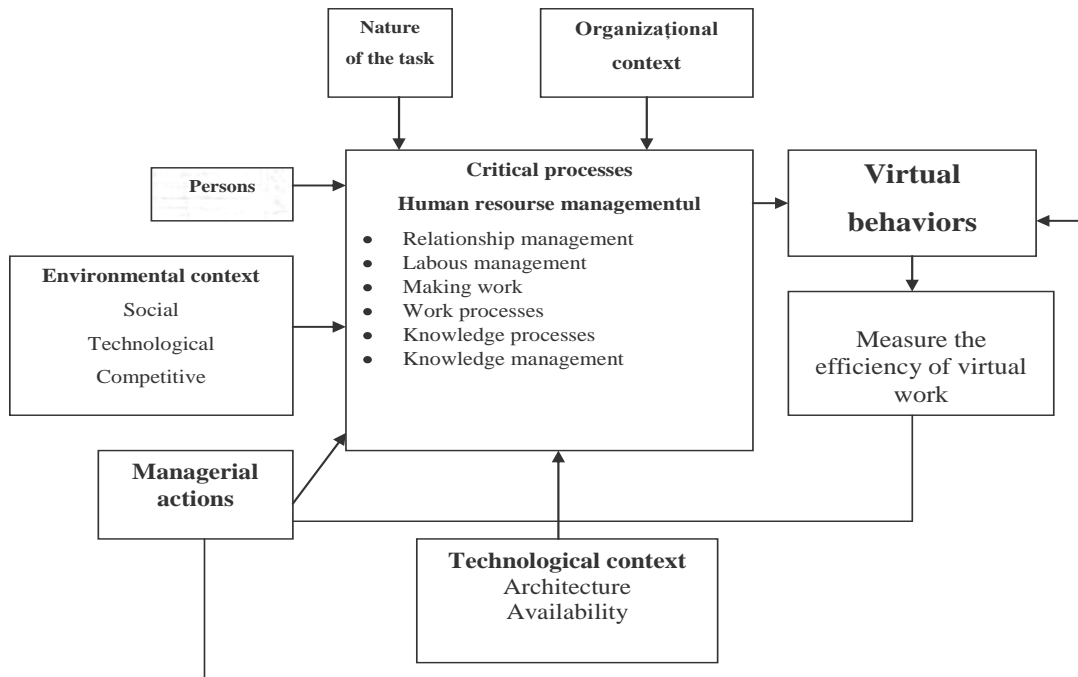 Nature
of the task
Organizațional
context
Critical processes
Human resourse managementul
● Relationship management
● Labous management
● Making work
● Work processes
● Knowledge processes
● Knowledge management
Virtual
behaviors
Persons
Environmental context
Social
Technological
Competitive
Measure the
efficiency of virtual
work
Managerial
actions
Technological context
Architecture
Availability